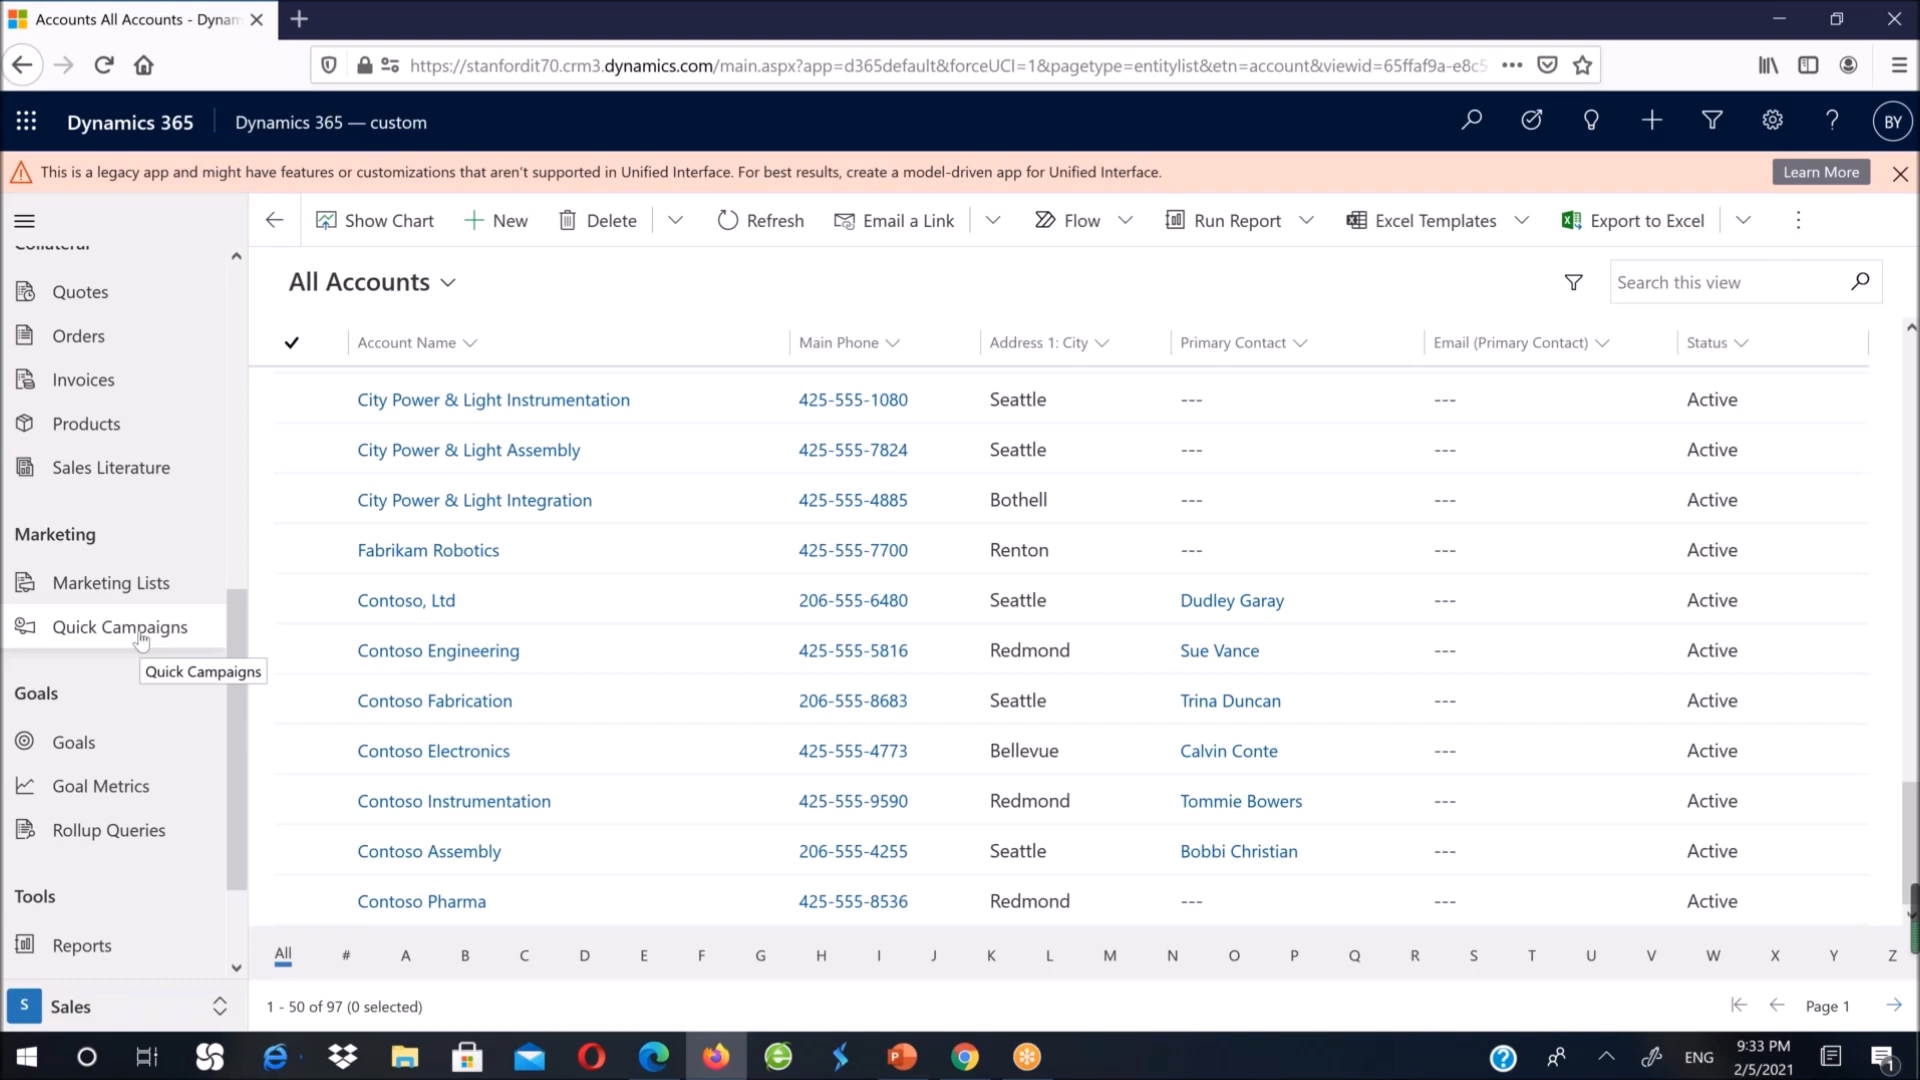 Accounts All Accounts - Dynam
https://stanfordit70.crm3.dynamics.com/main.aspx?app=d365default&forceUCI=1&pagetype=entitylist&etn=account&viewid=65ffaf9a-e8c5
Dynamics 365 Dynamics 365 — custom BY
This is a legacy app and might have features or customizations that aren't supported in Unified Interface. For best results, create a model-driven app for Unified Interface. Learn More
Show Chart New Delete Refresh Email a Link Flow Run Report Excel Templates Export to Excel
Collateral
Quotes
Orders
Invoices
Products
Sales Literature
Marketing
Marketing Lists
Quick Campaigns
Quick Campaigns
Goals
Goals
Goal Metrics
Rollup Queries
Tools
Reports
S Sales
All Accounts
Search this view
Account Name Main Phone Address 1: City Primary Contact Email (Primary Contact) Status
City Power & Light Instrumentation 425-555-1080 Seattle --- --- Active
City Power & Light Assembly 425-555-7824 Seattle --- --- Active
City Power & Light Integration 425-555-4885 Bothell --- --- Active
Fabrikam Robotics 425-555-7700 Renton --- --- Active
Contoso, Ltd 206-555-6480 Seattle Dudley Garay --- Active
Contoso Engineering 425-555-5816 Redmond Sue Vance --- Active
Contoso Fabrication 206-555-8683 Seattle Trina Duncan --- Active
Contoso Electronics 425-555-4773 Bellevue Calvin Conte --- Active
Contoso Instrumentation 425-555-9590 Redmond Tommie Bowers --- Active
Contoso Assembly 206-555-4255 Seattle Bobbi Christian --- Active
Contoso Pharma 425-555-8536 Redmond --- --- Active
All # A B C D E F G H I J K L M N O P Q R S T U V W X Y Z
1 - 50 of 97 (0 selected) Page 1
ENG 9:33 PM 1
2/5/2021